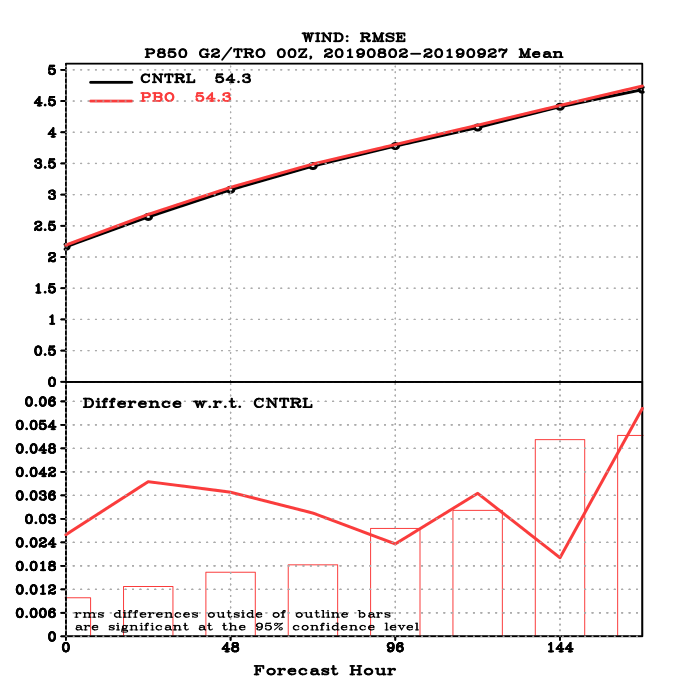 WIND: RMSE
P850 G2/TRO 00Z, 20190802-20190927 Mean
CNTRL 54.3
PBO 54.3
5
4.5
4
3.5
3
2.5
2
1.5
1
0.5
0
Difference w.r.t. CNTRL
0.06
0.054
0.048
0.042
0.036
0.03
0.024
0.018
0.012
0.006
0
rms differences outside of outline bars
are significant at the 95% confidence level
0 48 96 144
Forecast Hour